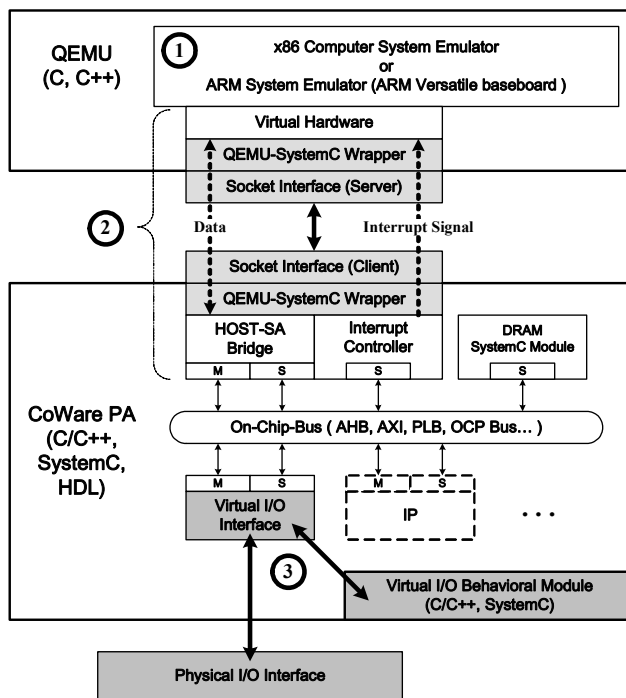 QEMU
(C, C++)
1
x86 Computer System Emulator
or
ARM System Emulator (ARM Versatile baseboard )
Virtual Hardware
QEMU-SystemC Wrapper
Socket Interface (Server)
2
Data
Interrupt Signal
Socket Interface (Client)
QEMU-SystemC Wrapper
HOST-SA
Bridge
M
S
Interrupt
Controller
S
DRAM
SystemC Module
S
CoWare PA
(C/C++,
SystemC,
HDL)
On-Chip-Bus ( AHB, AXI, PLB, OCP Bus... )
M
S
Virtual I/O
Interface
M
S
IP
. . .
3
Virtual I/O Behavioral Module
(C/C++, SystemC)
Physical I/O Interface